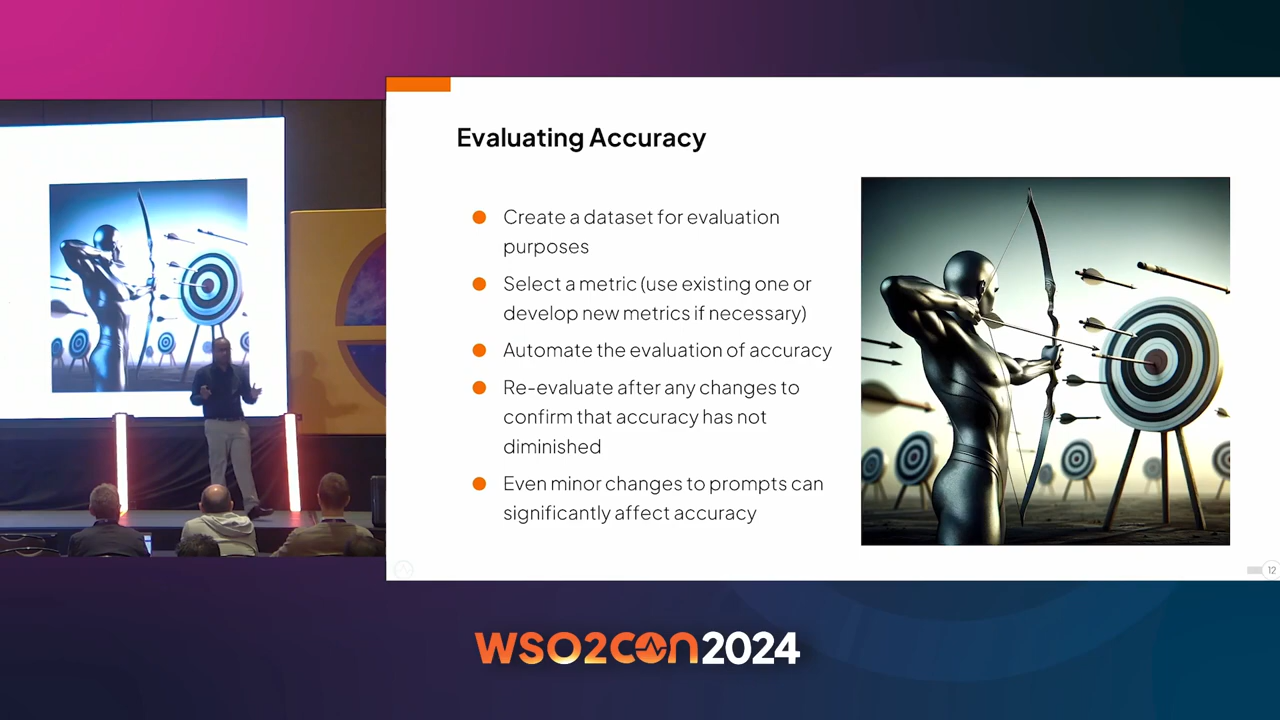 Evaluating Accuracy
Create a dataset for evaluation
purposes
Select a metric (use existing one or
develop new metrics if necessary)
Automate the evaluation of accuracy
Re-evaluate after any changes to
confirm that accuracy has not
diminished
Even minor changes to prompts can
significantly affect accuracy
12
WSO2CON 2024